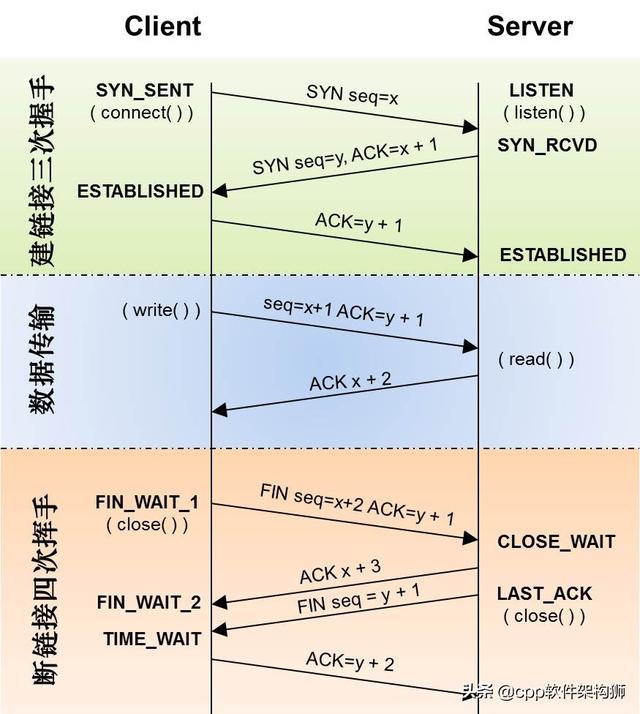 Client
Server
建链接三次握手
SYN_SENT
( connect( ) )
SYN seq=x
LISTEN
( listen( ) )
SYN_RCVD
SYN seq=y, ACK=x + 1
ESTABLISHED
ACK=y + 1
ESTABLISHED
数据传输
( write( ) )
seq=x+1 ACK=y + 1
( read( ) )
ACK x + 2
断链接四次挥手
FIN_WAIT_1
( close( ) )
FIN seq=x+2 ACK=y + 1
CLOSE_WAIT
ACK x + 3
FIN_WAIT_2
FIN seq = y + 1
LAST_ACK
( close( ) )
TIME_WAIT
ACK=y + 2
头条 @cpp软件架构狮